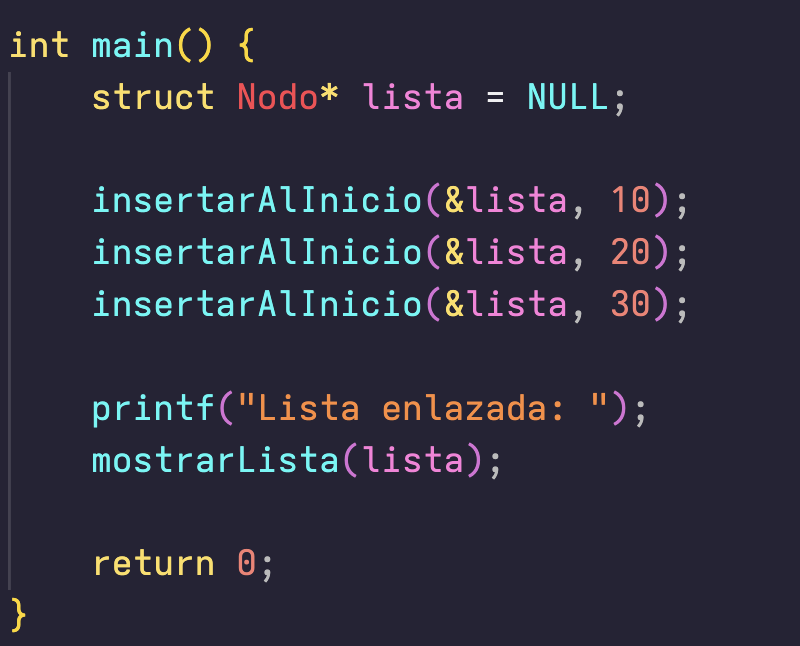 int main() {
    struct Nodo* lista = NULL;

    insertarAlInicio(&lista, 10);
    insertarAlInicio(&lista, 20);
    insertarAlInicio(&lista, 30);

    printf("Lista enlazada: ");
    mostrarLista(lista);

    return 0;
}